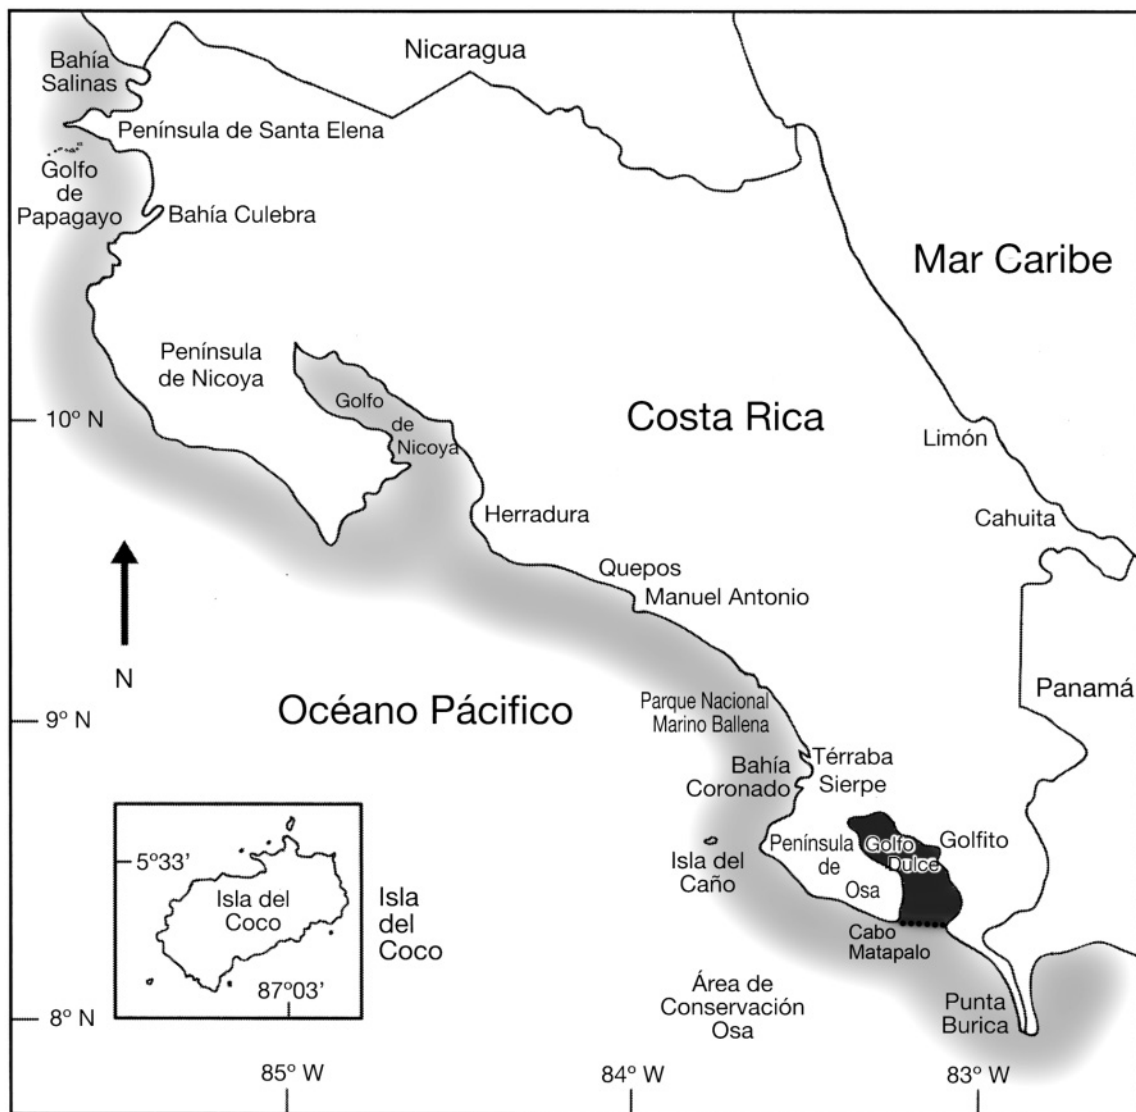 Nicaragua
Bahía
Salinas
Península de Santa Elena
Golfo
de
Papagayo
Bahía Culebra
Mar Caribe
Península
de Nicoya
Golfo
de
Nicoya
10° N
Costa Rica
Limón
Herradura
Cahuita
Quepos
Manuel Antonio
N
Océano Pácifico
Parque Nacional
Marino Ballena
Panamá
9° N
Bahía
Coronado
Térraba
Sierpe
Península
de
Osa
Golfo
Dulce
Golfito
Isla del
Caño
5°33’
Isla del
Coco
87°03’
Isla
del
Coco
Cabo
Matapalo
Área de
Conservación
Osa
Punta
Burica
8° N
85° W
84° W
83° W